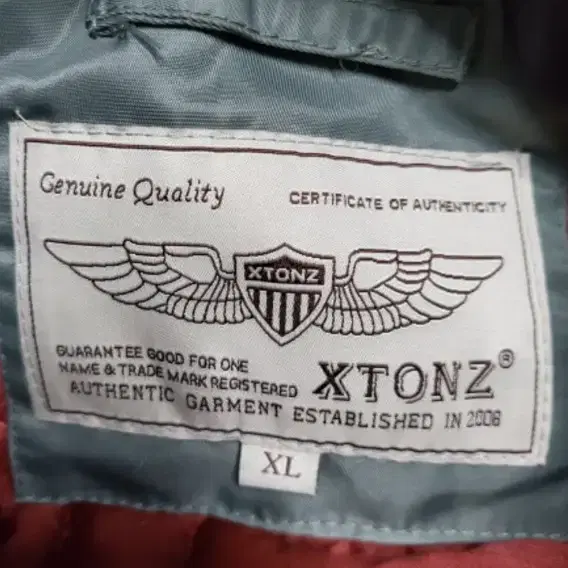 Genuine Quality
CERTIFICATE OF AUTHENTICITY
XTONZ
GUARANTEE GOOD FOR ONE
NAME & TRADE MARK REGISTERED
XTONZ®
AUTHENTIC GARMENT ESTABLISHED IN 2008
XL